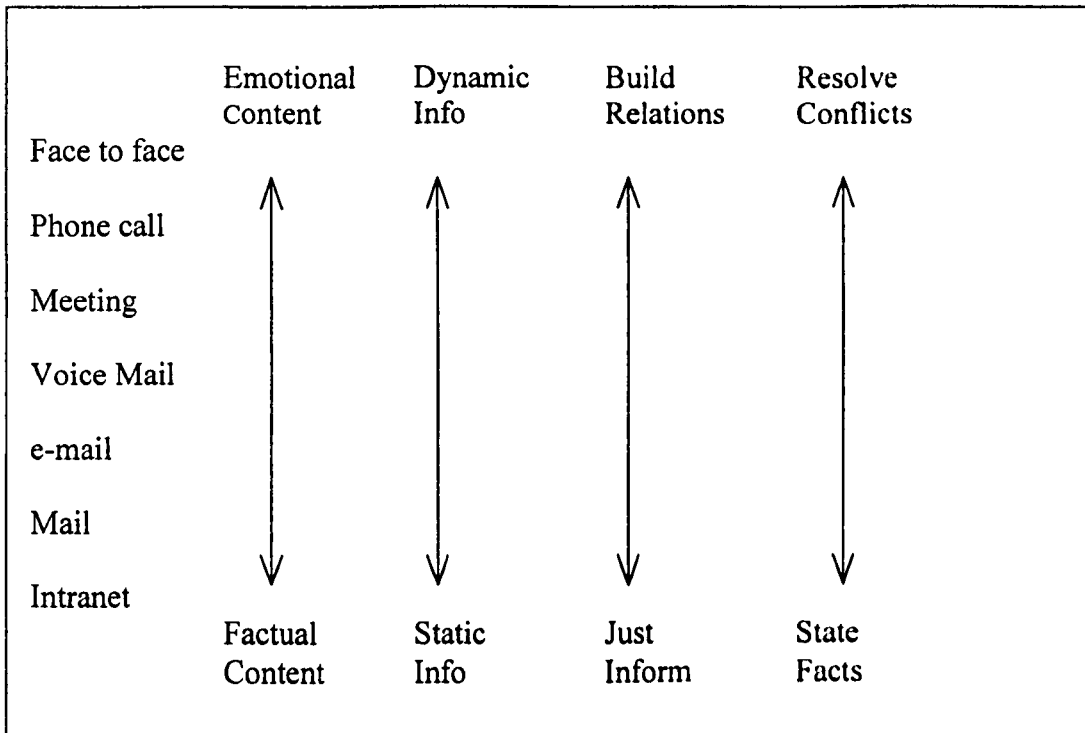 Emotional Dynamic Build Resolve
Content Info Relations Conflicts
Face to face
Phone call
Meeting
Voice Mail
e-mail
Mail
Intranet
Factual Static Just State
Content Info Inform Facts